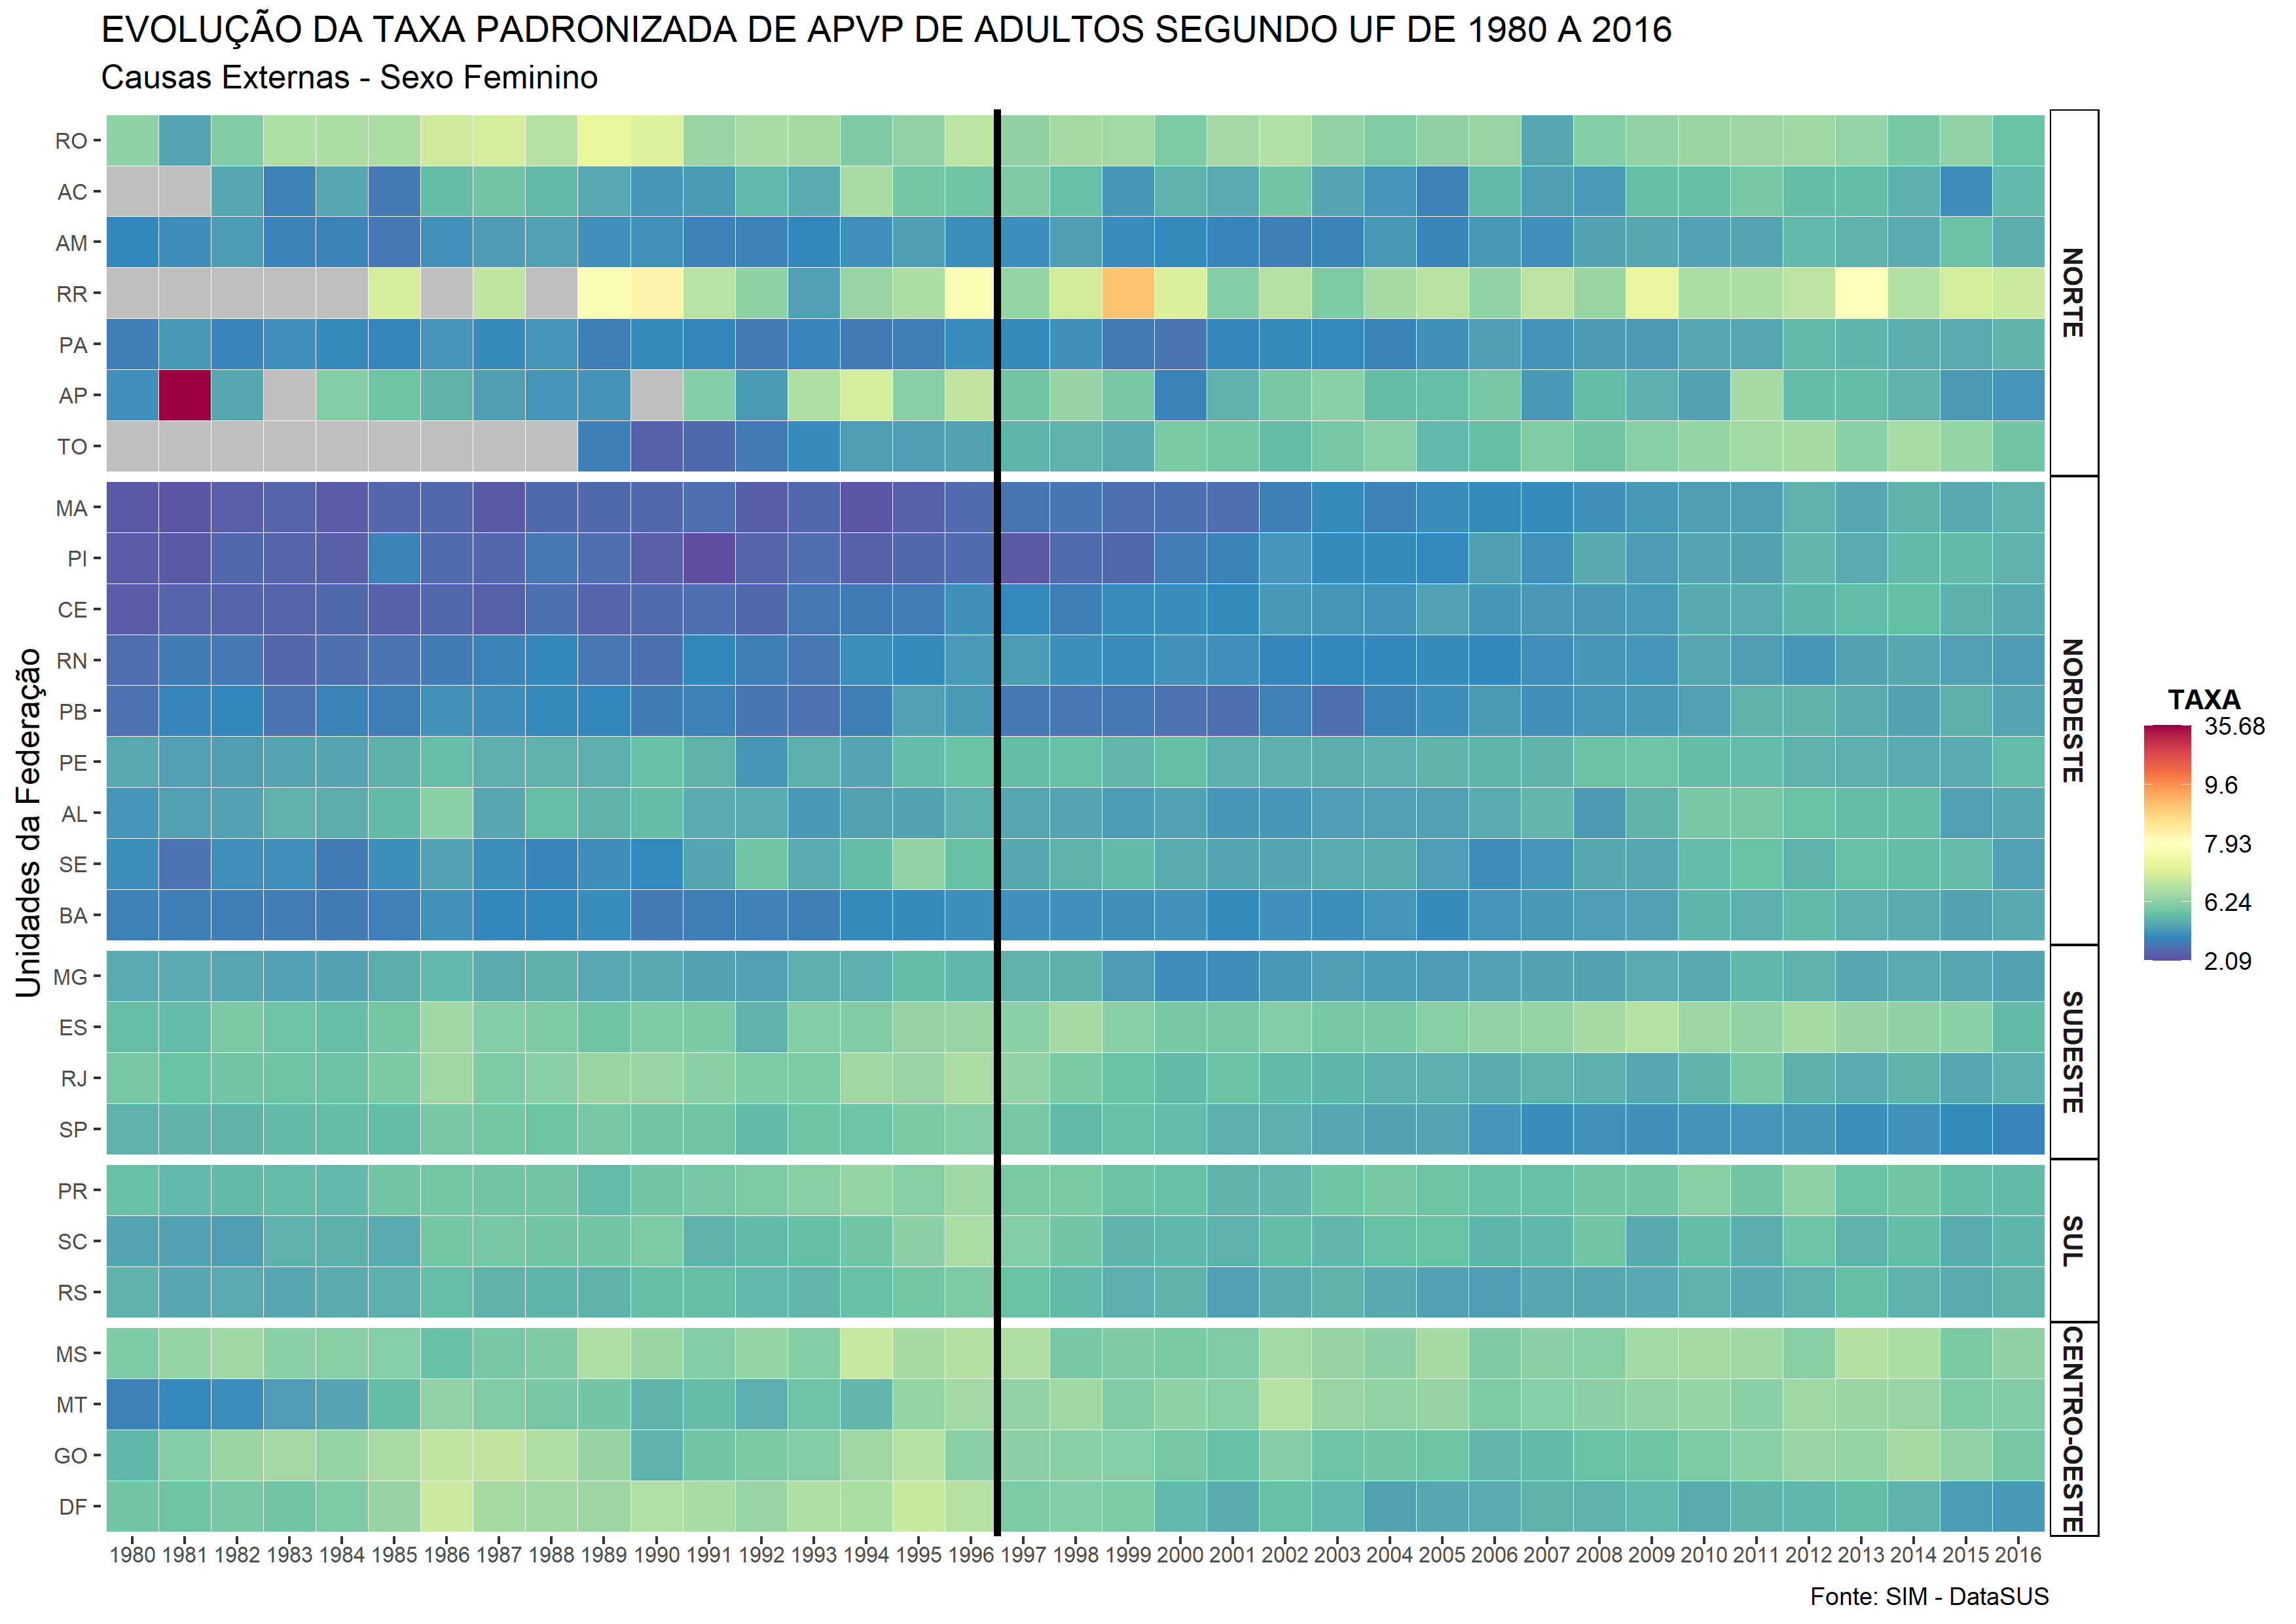 EVOLUÇÃO DA TAXA PADRONIZADA DE APVP DE ADULTOS SEGUNDO UF DE 1980 A 2016
Causas Externas - Sexo Feminino
Unidades da Federação
RO
AC
AM
RR
PA
AP
TO
NORTE
MA
PI
CE
RN
PB
PE
AL
SE
BA
NORDESTE
MG
ES
RJ
SP
SUDESTE
PR
SC
RS
SUL
MS
MT
GO
DF
CENTRO-OESTE
1980 1981 1982 1983 1984 1985 1986 1987 1988 1989 1990 1991 1992 1993 1994 1995 1996 1997 1998 1999 2000 2001 2002 2003 2004 2005 2006 2007 2008 2009 2010 2011 2012 2013 2014 2015 2016
TAXA
35.68
9.6
7.93
6.24
2.09
Fonte: SIM - DataSUS